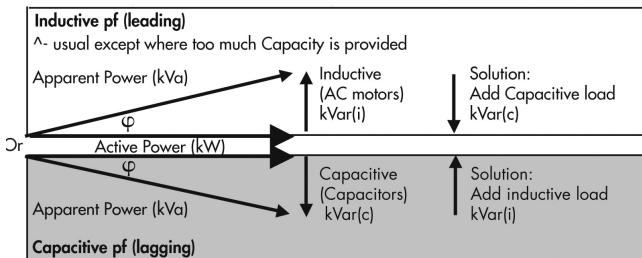 Inductive pf (leading)
^- usual except where too much Capacity is provided
Apparent Power (kVa)
φ
Inductive
(AC motors)
kVar(i)
Solution:
Add Capacitive load
kVar(c)
Or
Active Power (kW)
φ
Apparent Power (kVa)
Capacitive
(Capacitors)
kVar(c)
Solution:
Add inductive load
kVar(i)
Capacitive pf (lagging)